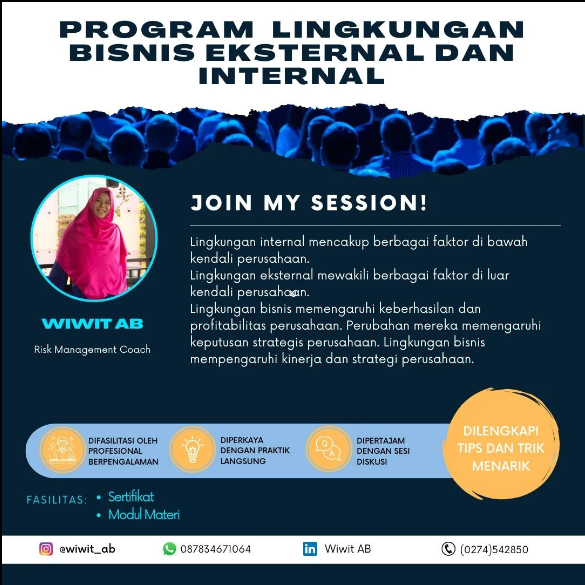 PROGRAM LINGKUNGAN
BISNIS EKSTERNAL DAN
INTERNAL
JOIN MY SESSION!
Lingkungan internal mencakup berbagai faktor di bawah
kendali perusahaan.
Lingkungan eksternal mewakili berbagai faktor di luar
kendali perusahaan.
Lingkungan bisnis memengaruhi keberhasilan dan
profitabilitas perusahaan. Perubahan mereka memengaruhi
keputusan strategis perusahaan. Lingkungan bisnis
mempengaruhi kinerja dan strategi perusahaan.
WIWIT AB
Risk Management Coach
DIFASILITASI OLEH
PROFESIONAL
BERPENGALAMAN
DIPERKAYA
DENGAN PRAKTIK
LANGSUNG
DIPERTAJAM
DENGAN SESI
DISKUSI
DILENGKAPI
TIPS DAN TRIK
MENARIK
FASILITAS:
• Sertifikat
• Modul Materi
@wiwit_ab
087834671064
Wiwit AB
(0274)542850